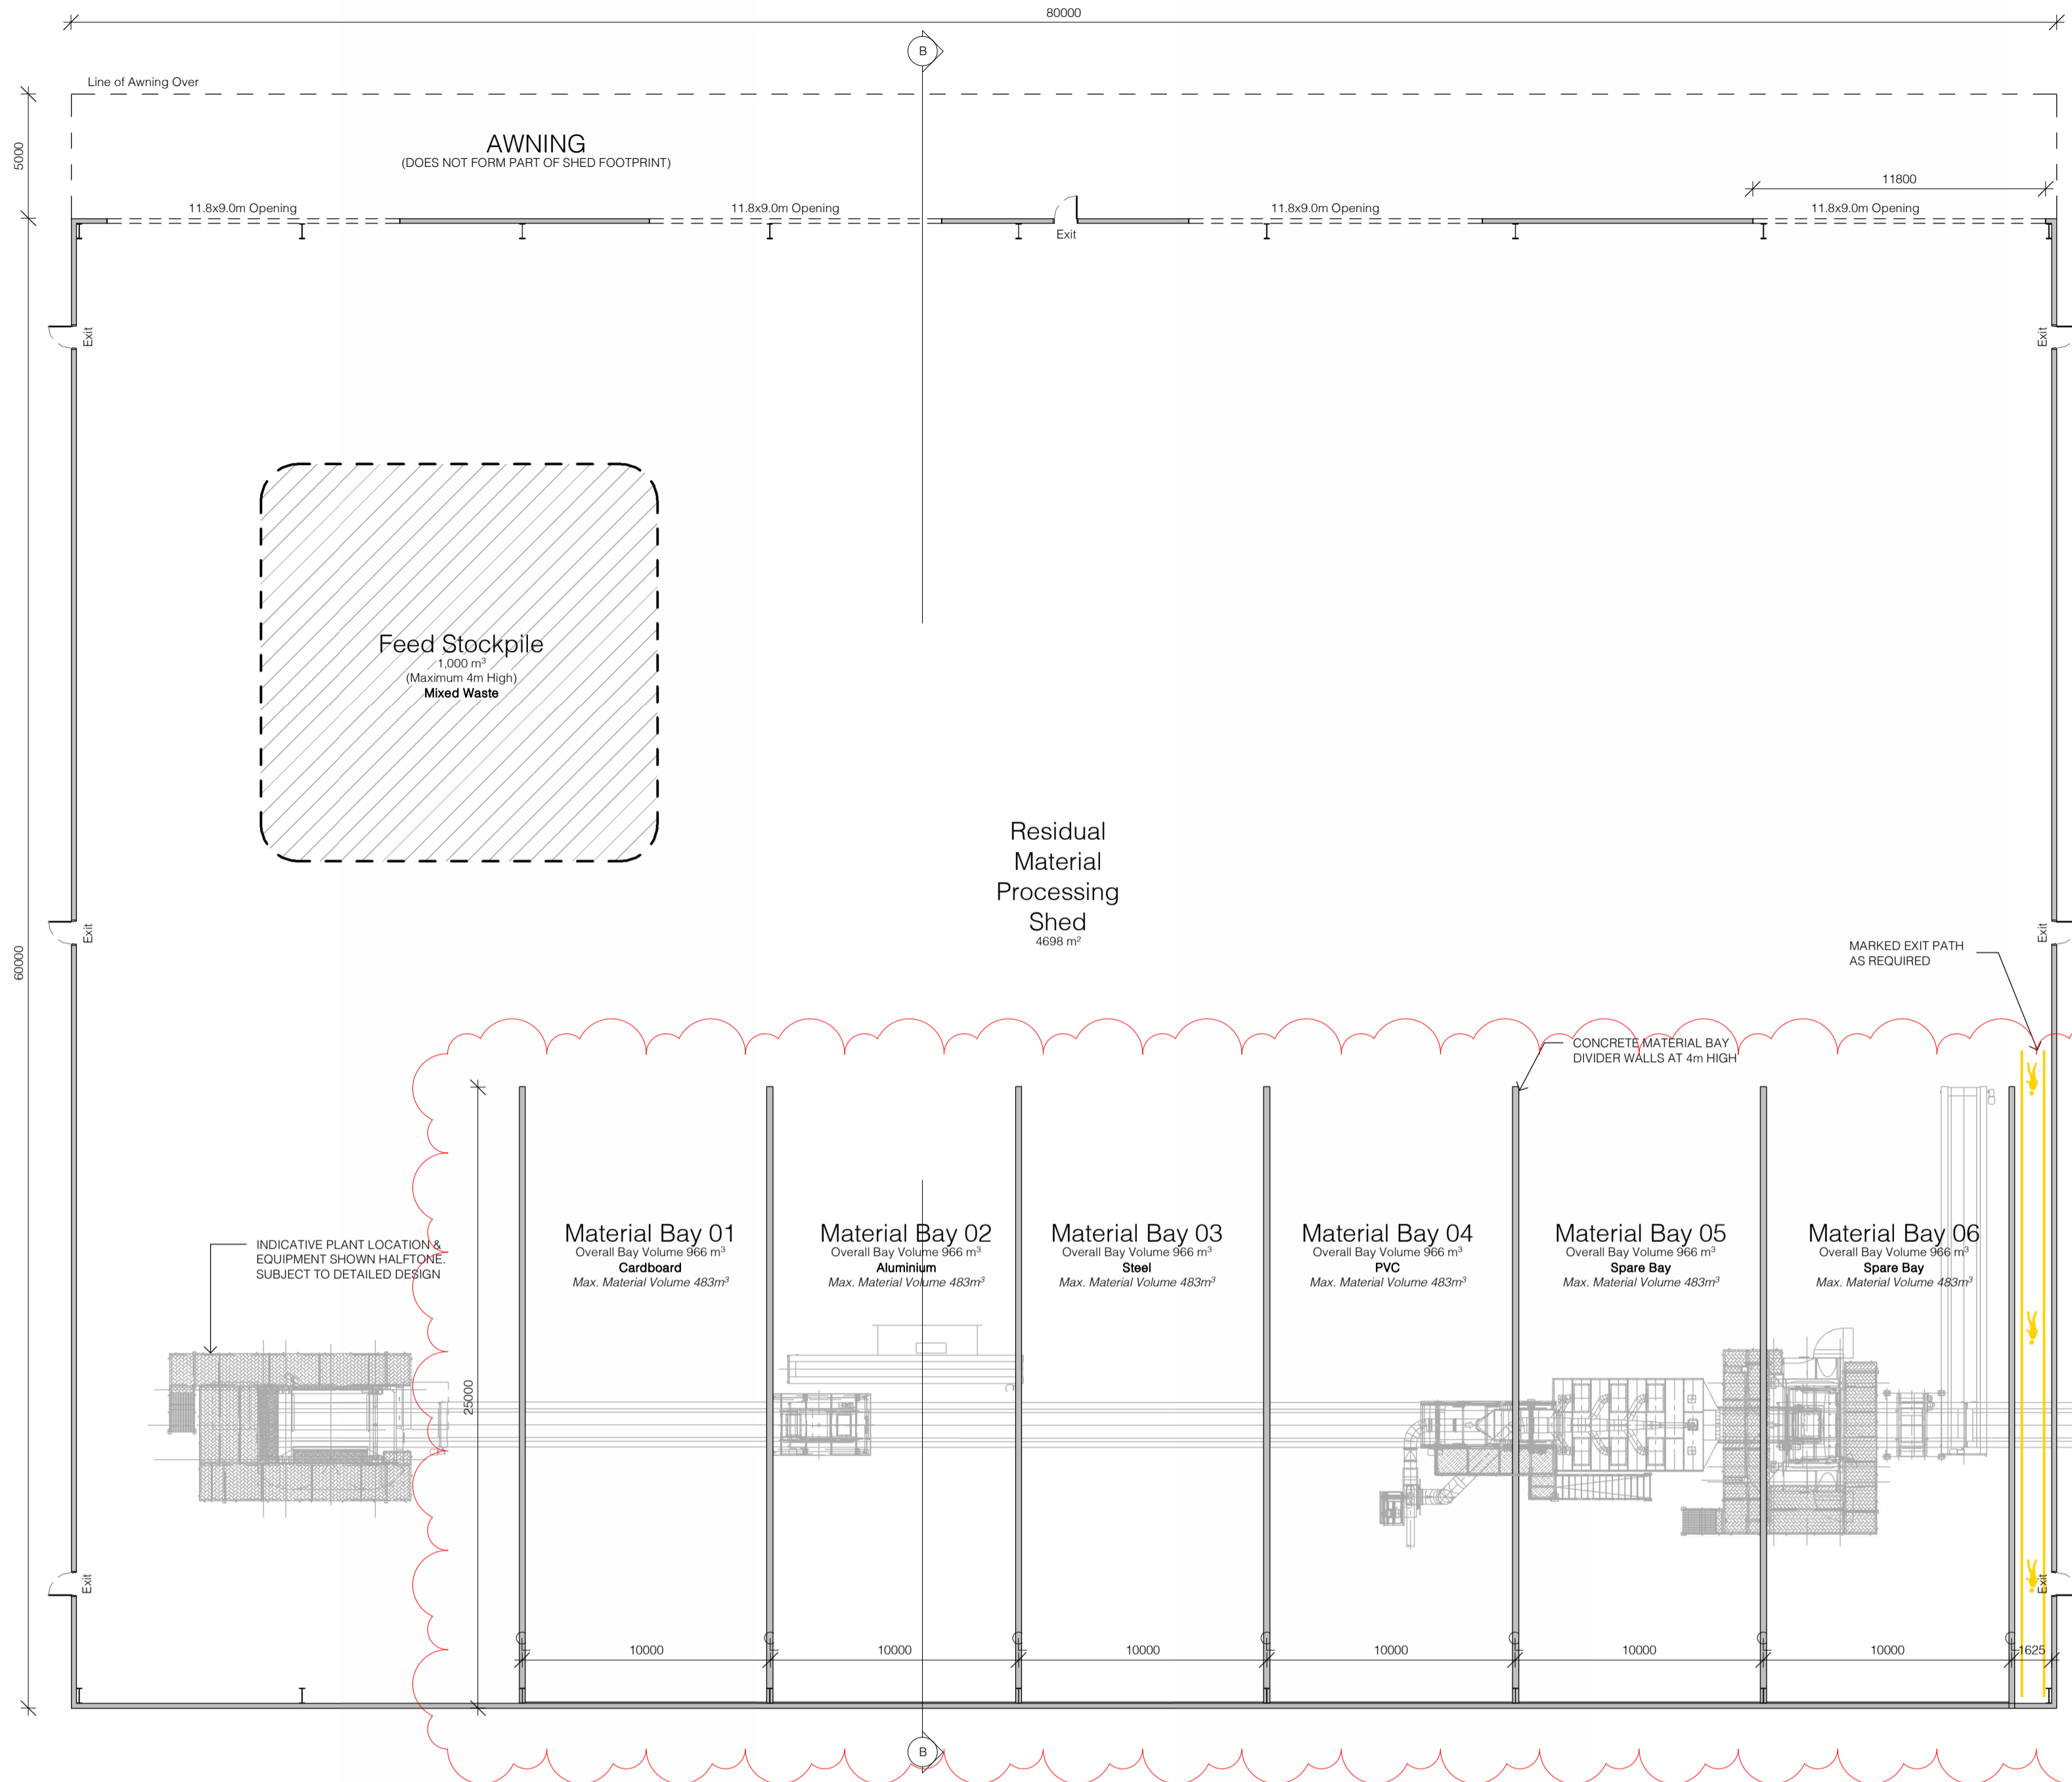 80000
B
Line of Awning Over
5000
AWNING
(DOES NOT FORM PART OF SHED FOOTPRINT)
11800
11.8x9.0m Opening
11.8x9.0m Opening
11.8x9.0m Opening
11.8x9.0m Opening
Exit
Exit
Exit
Feed Stockpile
1,000 m³
(Maximum 4m High)
Mixed Waste
Residual
Material
Processing
Shed
4698 m²
Exit
Exit
60000
MARKED EXIT PATH
AS REQUIRED
CONCRETE MATERIAL BAY
DIVIDER WALLS AT 4m HIGH
INDICATIVE PLANT LOCATION &
EQUIPMENT SHOWN HALFTONE.
SUBJECT TO DETAILED DESIGN
25000
Material Bay 01
Overall Bay Volume 966 m³
Cardboard
Max. Material Volume 483m³
Material Bay 02
Overall Bay Volume 966 m³
Aluminium
Max. Material Volume 483m³
Material Bay 03
Overall Bay Volume 966 m³
Steel
Max. Material Volume 483m³
Material Bay 04
Overall Bay Volume 966 m³
PVC
Max. Material Volume 483m³
Material Bay 05
Overall Bay Volume 966 m³
Spare Bay
Max. Material Volume 483m³
Material Bay 06
Overall Bay Volume 966 m³
Spare Bay
Max. Material Volume 483m³
Exit
Exit
10000
10000
10000
10000
10000
10000
1625
B